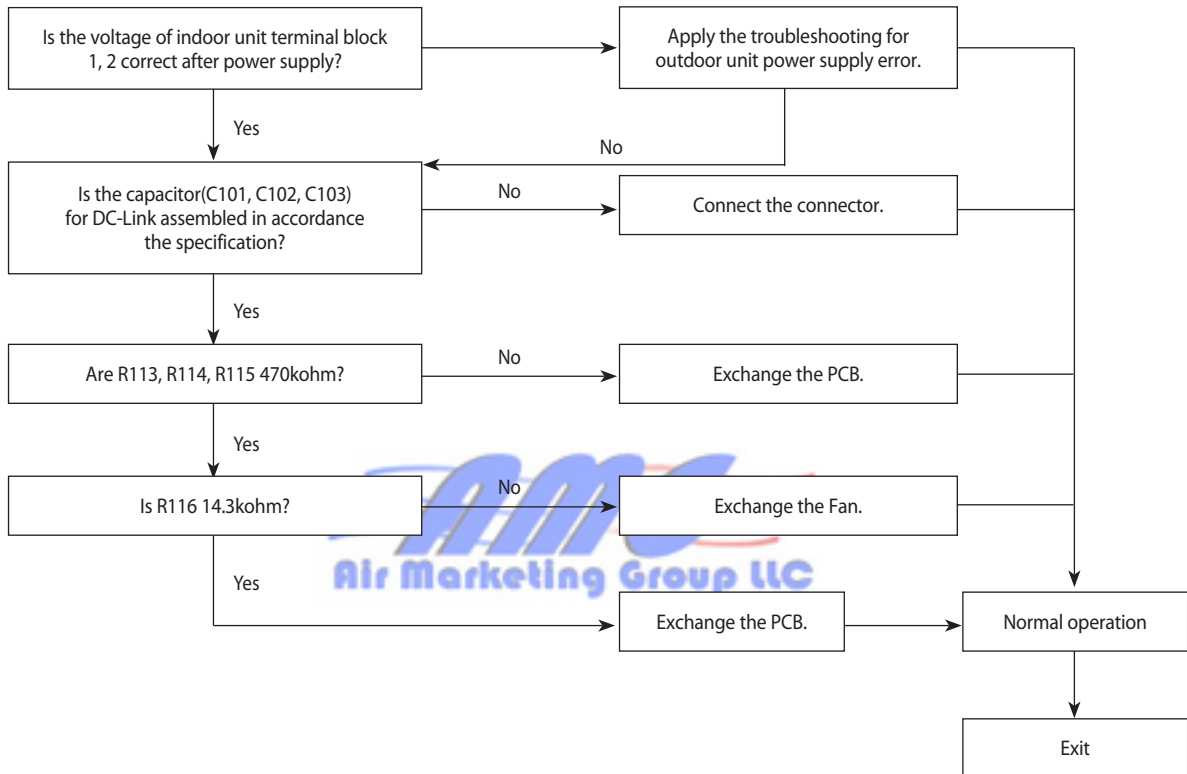 Is the voltage of indoor unit terminal block
1, 2 correct after power supply?
Apply the troubleshooting for
outdoor unit power supply error.
Yes
No
Is the capacitor(C101, C102, C103)
for DC-Link assembled in accordance
the specification?
No
Connect the connector.
Yes
Are R113, R114, R115 470kohm?
No
Exchange the PCB.
Yes
Is R116 14.3kohm?
No
Exchange the Fan.
AMG
Air Marketing Group LLC
Yes
Exchange the PCB.
Normal operation
Exit